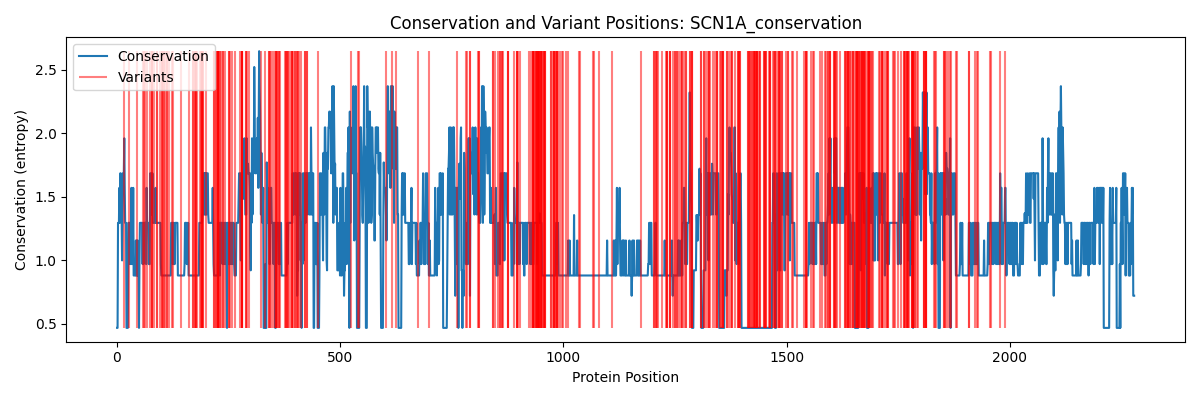 Conservation and Variant Positions: SCN1A_conservation
Conservation (entropy)
2.5
2.0
1.5
1.0
0.5
Conservation
Variants
0
500
1000
1500
2000
Protein Position